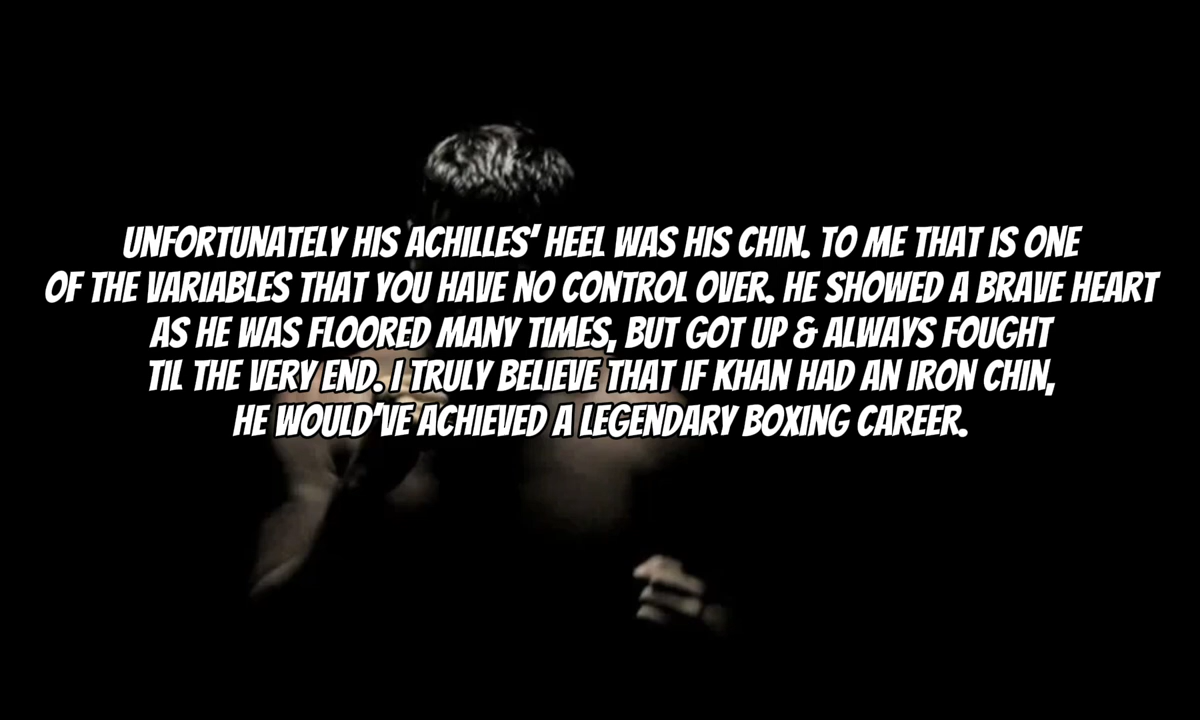 UNFORTUNATELY HIS ACHILLES' HEEL WAS HIS CHIN. TO ME THAT IS ONE
OF THE VARIABLES THAT YOU HAVE NO CONTROL OVER. HE SHOWED A BRAVE HEART
AS HE WAS FLOORED MANY TIMES, BUT GOT UP & ALWAYS FOUGHT
TIL THE VERY END. I TRULY BELIEVE THAT IF KHAN HAD AN IRON CHIN,
HE WOULD'VE ACHIEVED A LEGENDARY BOXING CAREER.